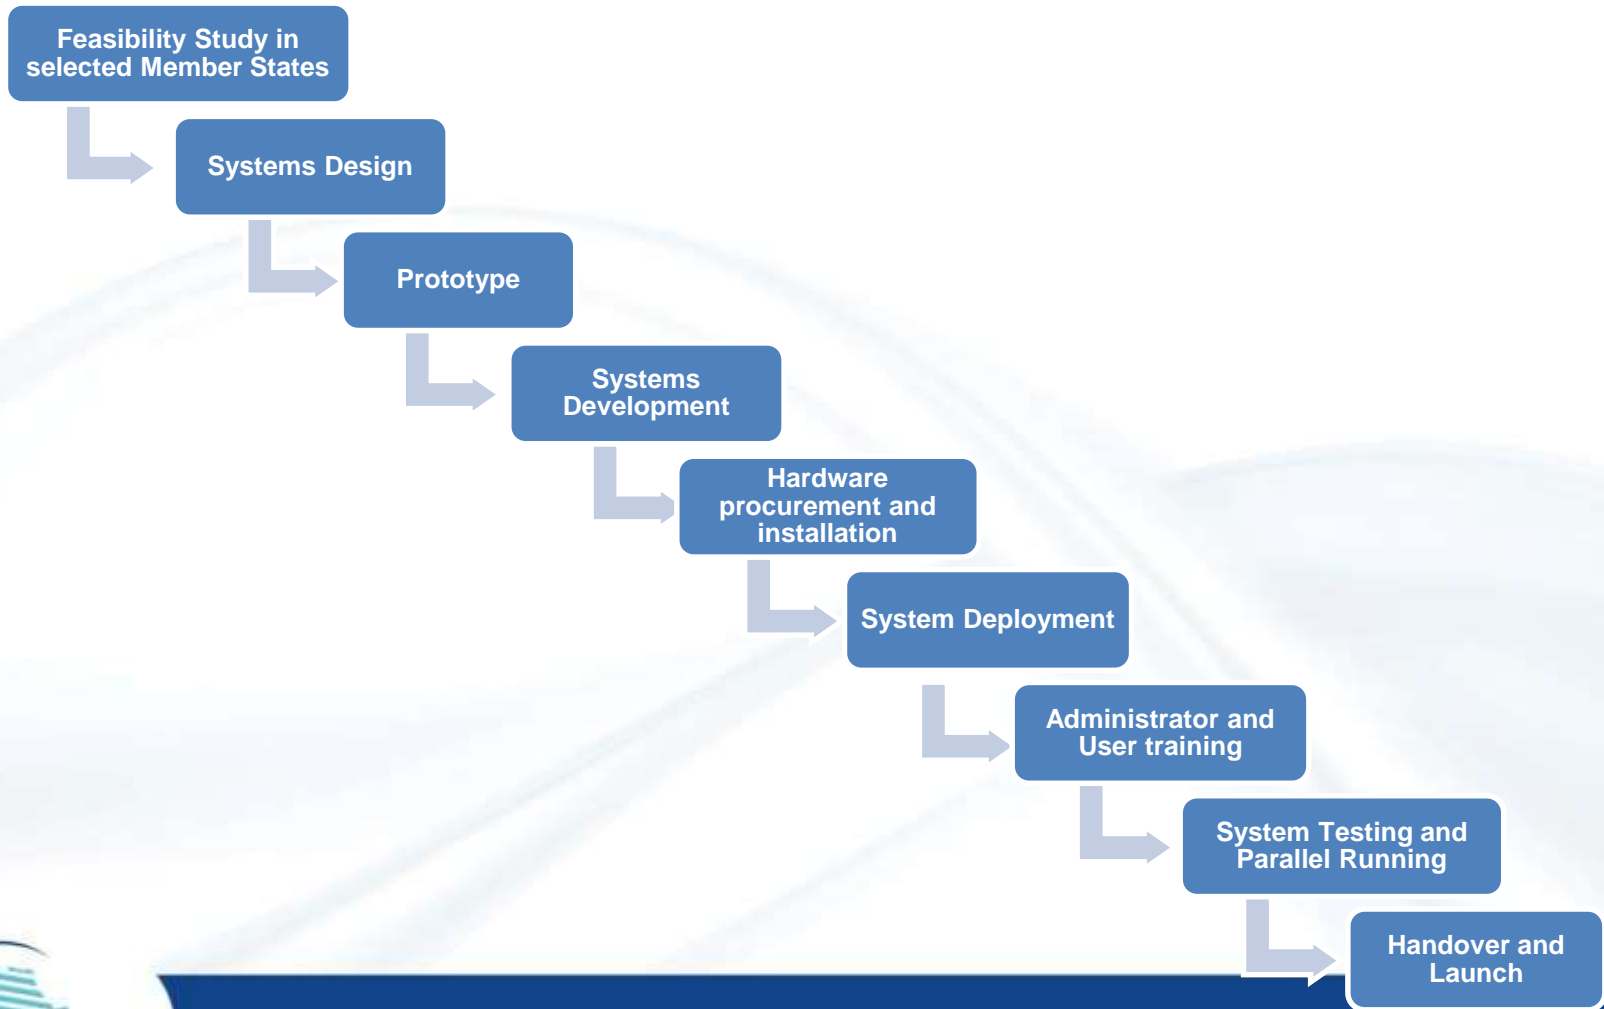 Feasibility Study in
selected Member States
Systems Design
Prototype
Systems
Development
Hardware
procurement and
installation
System Deployment
Administrator and
User training
System Testing and
Parallel Running
Handover and
Launch